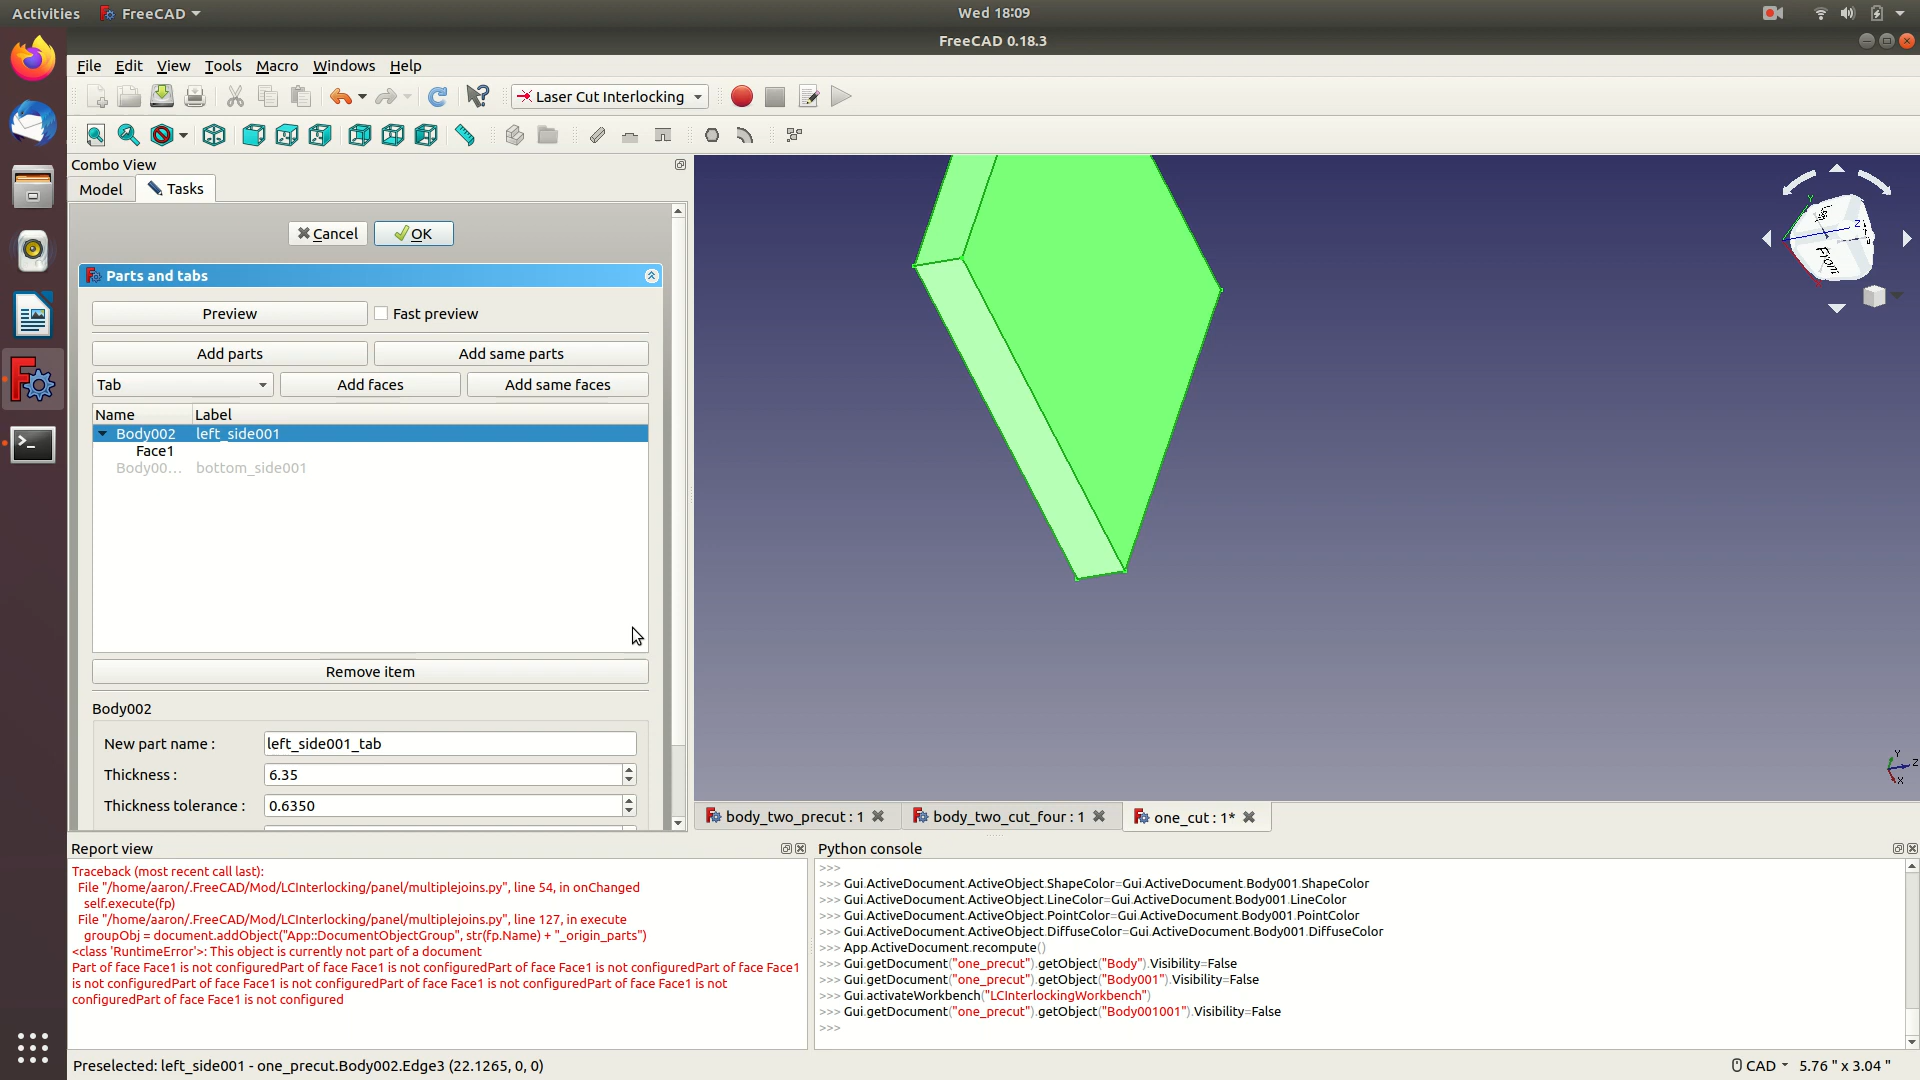 Activities
FreeCAD
Wed 18:09
FreeCAD 0.18.3
File Edit View Tools Macro Windows Help
Laser Cut Interlocking
Combo View
Model
Tasks
Cancel
OK
Parts and tabs
Preview
Fast preview
Add parts
Add same parts
Tab
Add faces
Add same faces
Name Label
Body002 left_side001
Face1
Body00... bottom_side001
Remove item
Body002
New part name : left_side001_tab
Thickness : 6.35
Thickness tolerance : 0.6350
Front
Y
Z
X
body_two_precut : 1
body_two_cut_four : 1
one_cut : 1*
Report view
Traceback (most recent call last):
File "/home/aaron/.FreeCAD/Mod/LCInterlocking/panel/multiplejoins.py", line 54, in onChanged
self.execute(fp)
File "/home/aaron/.FreeCAD/Mod/LCInterlocking/panel/multiplejoins.py", line 127, in execute
groupObj = document.addObject("App::DocumentObjectGroup", str(fp.Name) + "_origin_parts")
<class 'RuntimeError'>: This object is currently not part of a document
Part of face Face1 is not configuredPart of face Face1 is not configuredPart of face Face1 is not configuredPart of face Face1
is not configuredPart of face Face1 is not configuredPart of face Face1 is not configuredPart of face Face1 is not
configuredPart of face Face1 is not configured
Python console
>>>
>>> Gui.ActiveDocument.ActiveObject.ShapeColor=Gui.ActiveDocument.Body001.ShapeColor
>>> Gui.ActiveDocument.ActiveObject.LineColor=Gui.ActiveDocument.Body001.LineColor
>>> Gui.ActiveDocument.ActiveObject.PointColor=Gui.ActiveDocument.Body001.PointColor
>>> Gui.ActiveDocument.ActiveObject.DiffuseColor=Gui.ActiveDocument.Body001.DiffuseColor
>>> App.ActiveDocument.recompute()
>>> Gui.getDocument("one_precut").getObject("Body").Visibility=False
>>> Gui.getDocument("one_precut").getObject("Body001").Visibility=False
>>> Gui.activateWorkbench("LCInterlockingWorkbench")
>>> Gui.getDocument("one_precut").getObject("Body001001").Visibility=False
>>>
Preselected: left_side001 - one_precut.Body002.Edge3 (22.1265, 0, 0)
CAD
5.76 " x 3.04 "